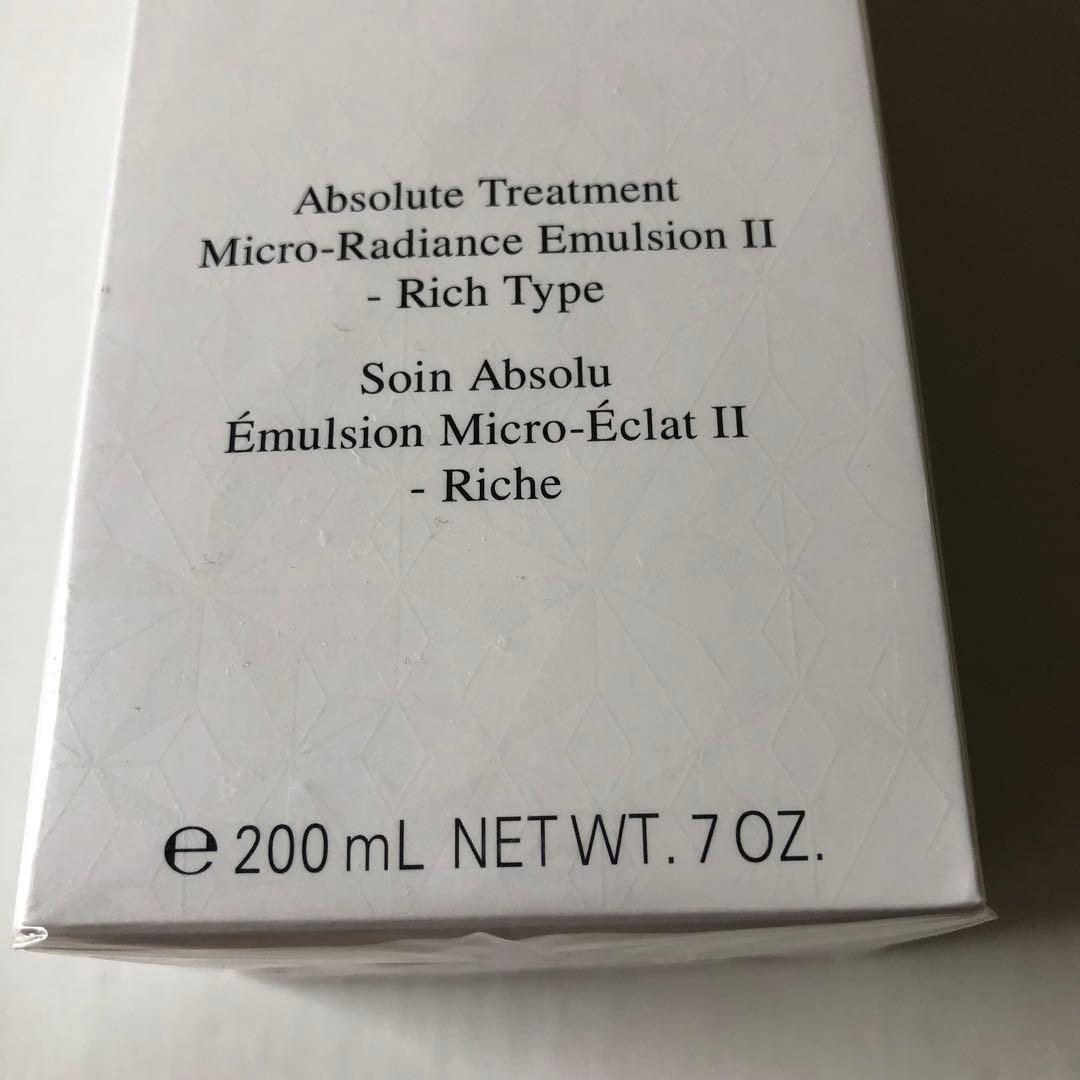 Absolute Treatment
Micro-Radiance Emulsion II
- Rich Type
Soin Absolu
Émulsion Micro-Éclat II
- Riche
℮ 200 mL NET WT. 7 OZ.